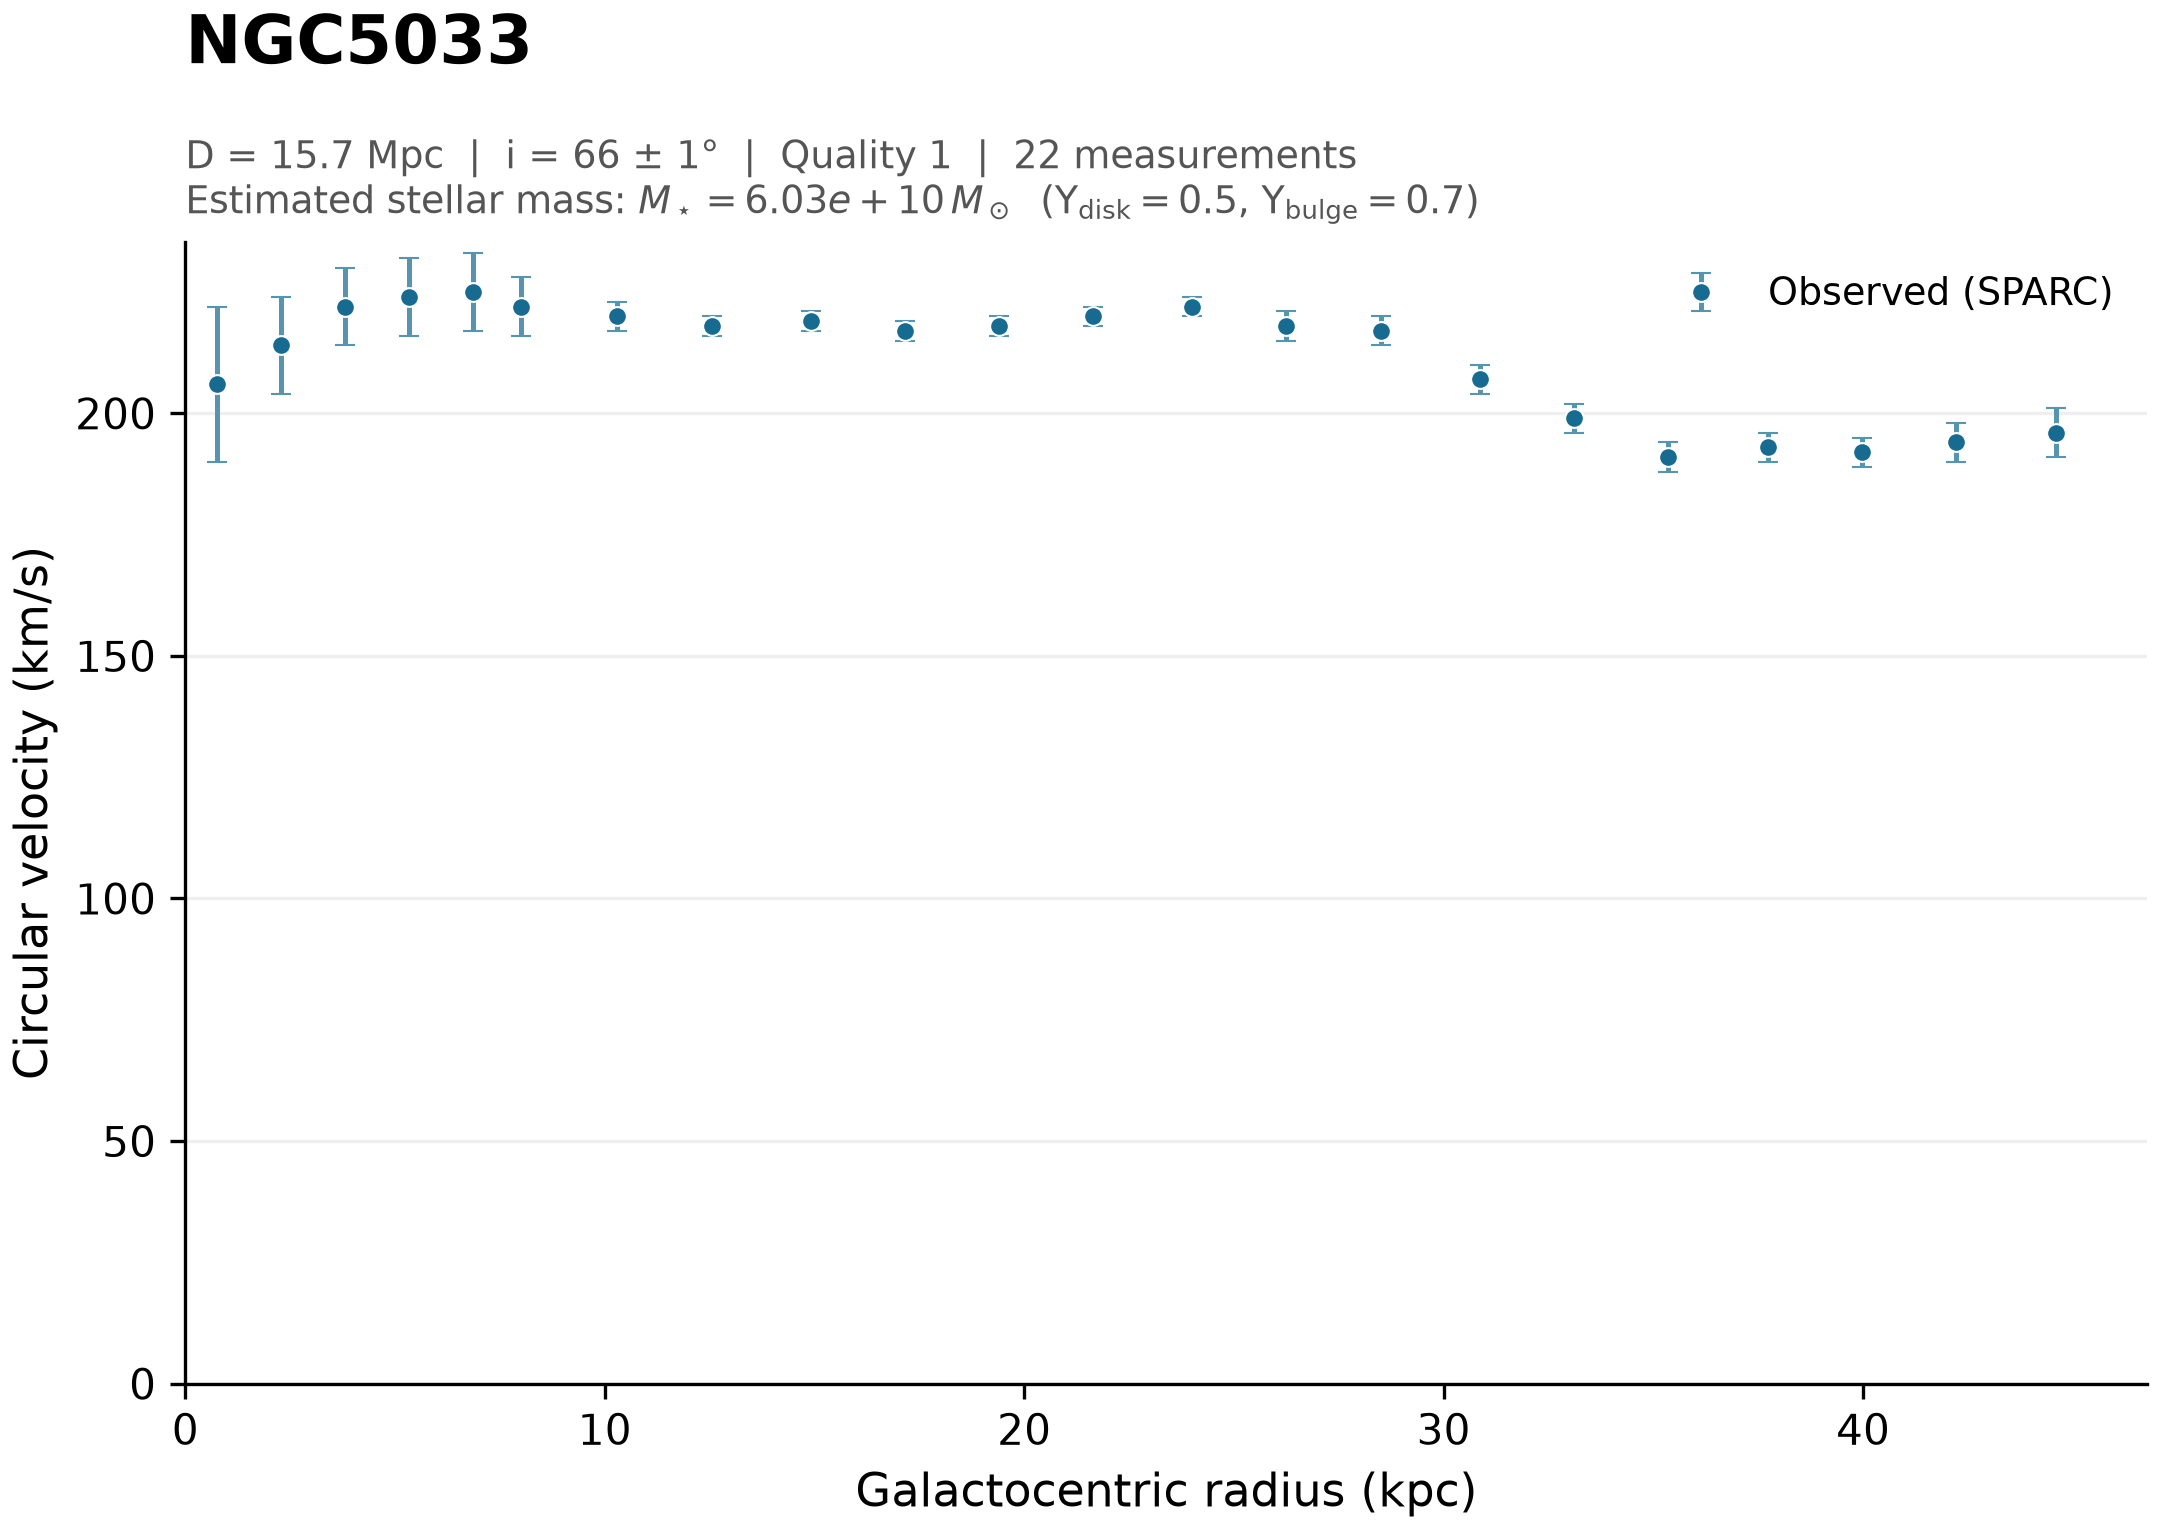 NGC5033
D = 15.7 Mpc | i = 66 ± 1° | Quality 1 | 22 measurements
Estimated stellar mass: M⋆ = 6.03e + 10 M⊙ (Υdisk = 0.5, Υbulge = 0.7)
Observed (SPARC)
Circular velocity (km/s)
200
150
100
50
0
0 10 20 30 40
Galactocentric radius (kpc)